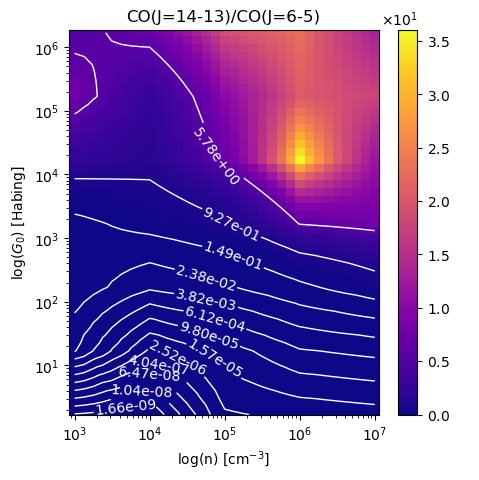 CO(J=14-13)/CO(J=6-5)
×10¹
10⁶
10⁵
10⁴
10³
10²
10¹
log(G₀) [Habing]
5.78e+00
9.27e-01
1.49e-01
2.38e-02
3.82e-03
6.12e-04
9.80e-05
1.57e-05
2.52e-06
4.04e-07
6.47e-08
1.04e-08
1.66e-09
10³
10⁴
10⁵
10⁶
10⁷
log(n) [cm⁻³]
3.5
3.0
2.5
2.0
1.5
1.0
0.5
0.0